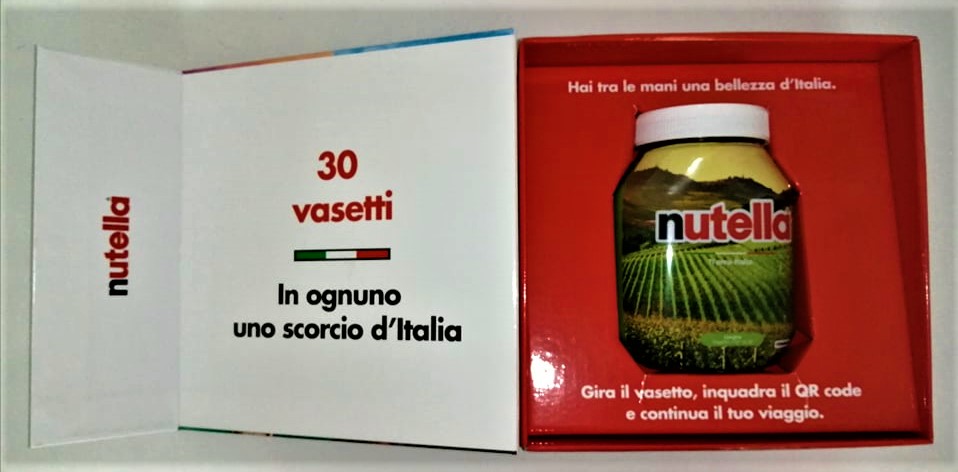 nutella
30
vasetti
In ognuno
uno scorcio d'Italia
Hai tra le mani una bellezza d'Italia.
nutella
Gira il vasetto, inquadra il QR code
e continua il tuo viaggio.